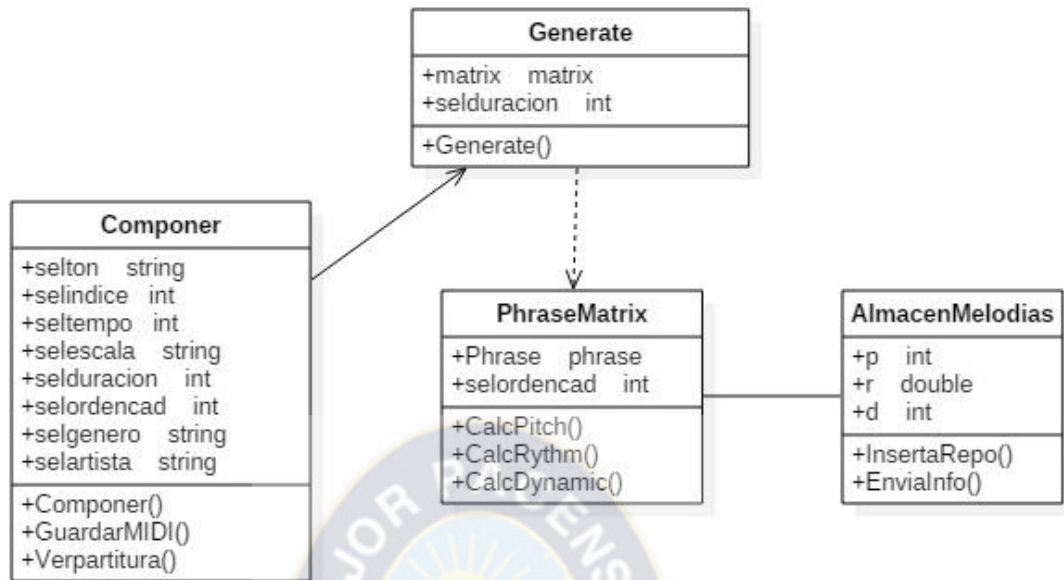 Generate
+matrix matrix
+selduracion int
+Generate()
Componer
+selton string
+selindice int
+seltempo int
+selescala string
+selduracion int
+selordencad int
+selgenero string
+selartista string
+Componer()
+GuardarMIDI()
+Verpartitura()
PhraseMatrix
+Phrase phrase
+selordencad int
+CalcPitch()
+CalcRythm()
+CalcDynamic()
AlmacenMelodias
+p int
+r double
+d int
+InsertaRepo()
+EnviaInfo()